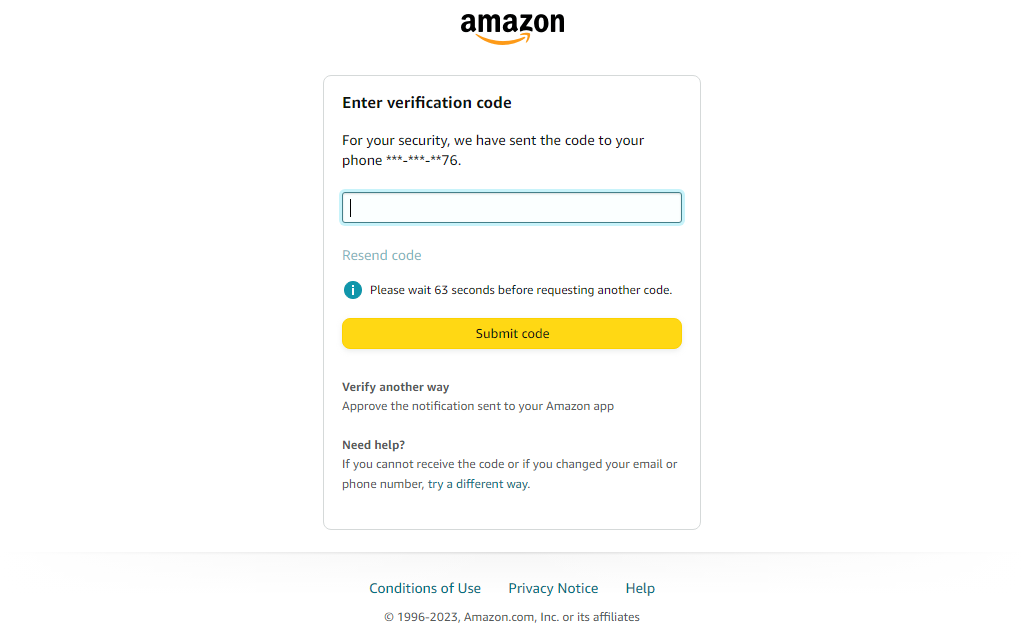 amazon
Enter verification code
For your security, we have sent the code to your
phone ***-***-**76.
Resend code
i Please wait 63 seconds before requesting another code.
Submit code
Verify another way
Approve the notification sent to your Amazon app
Need help?
If you cannot receive the code or if you changed your email or
phone number, try a different way.
Conditions of Use Privacy Notice Help
© 1996-2023, Amazon.com, Inc. or its affiliates